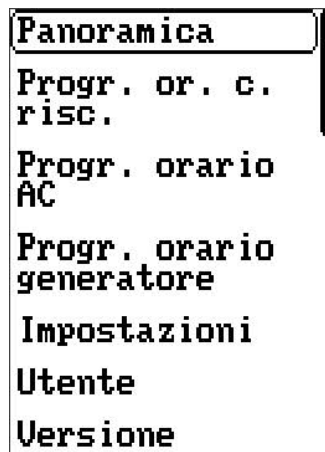 Panoramica
Progr. or. c.
risc.
Progr. orario
AC
Progr. orario
generatore
Impostazioni
Utente
Versione